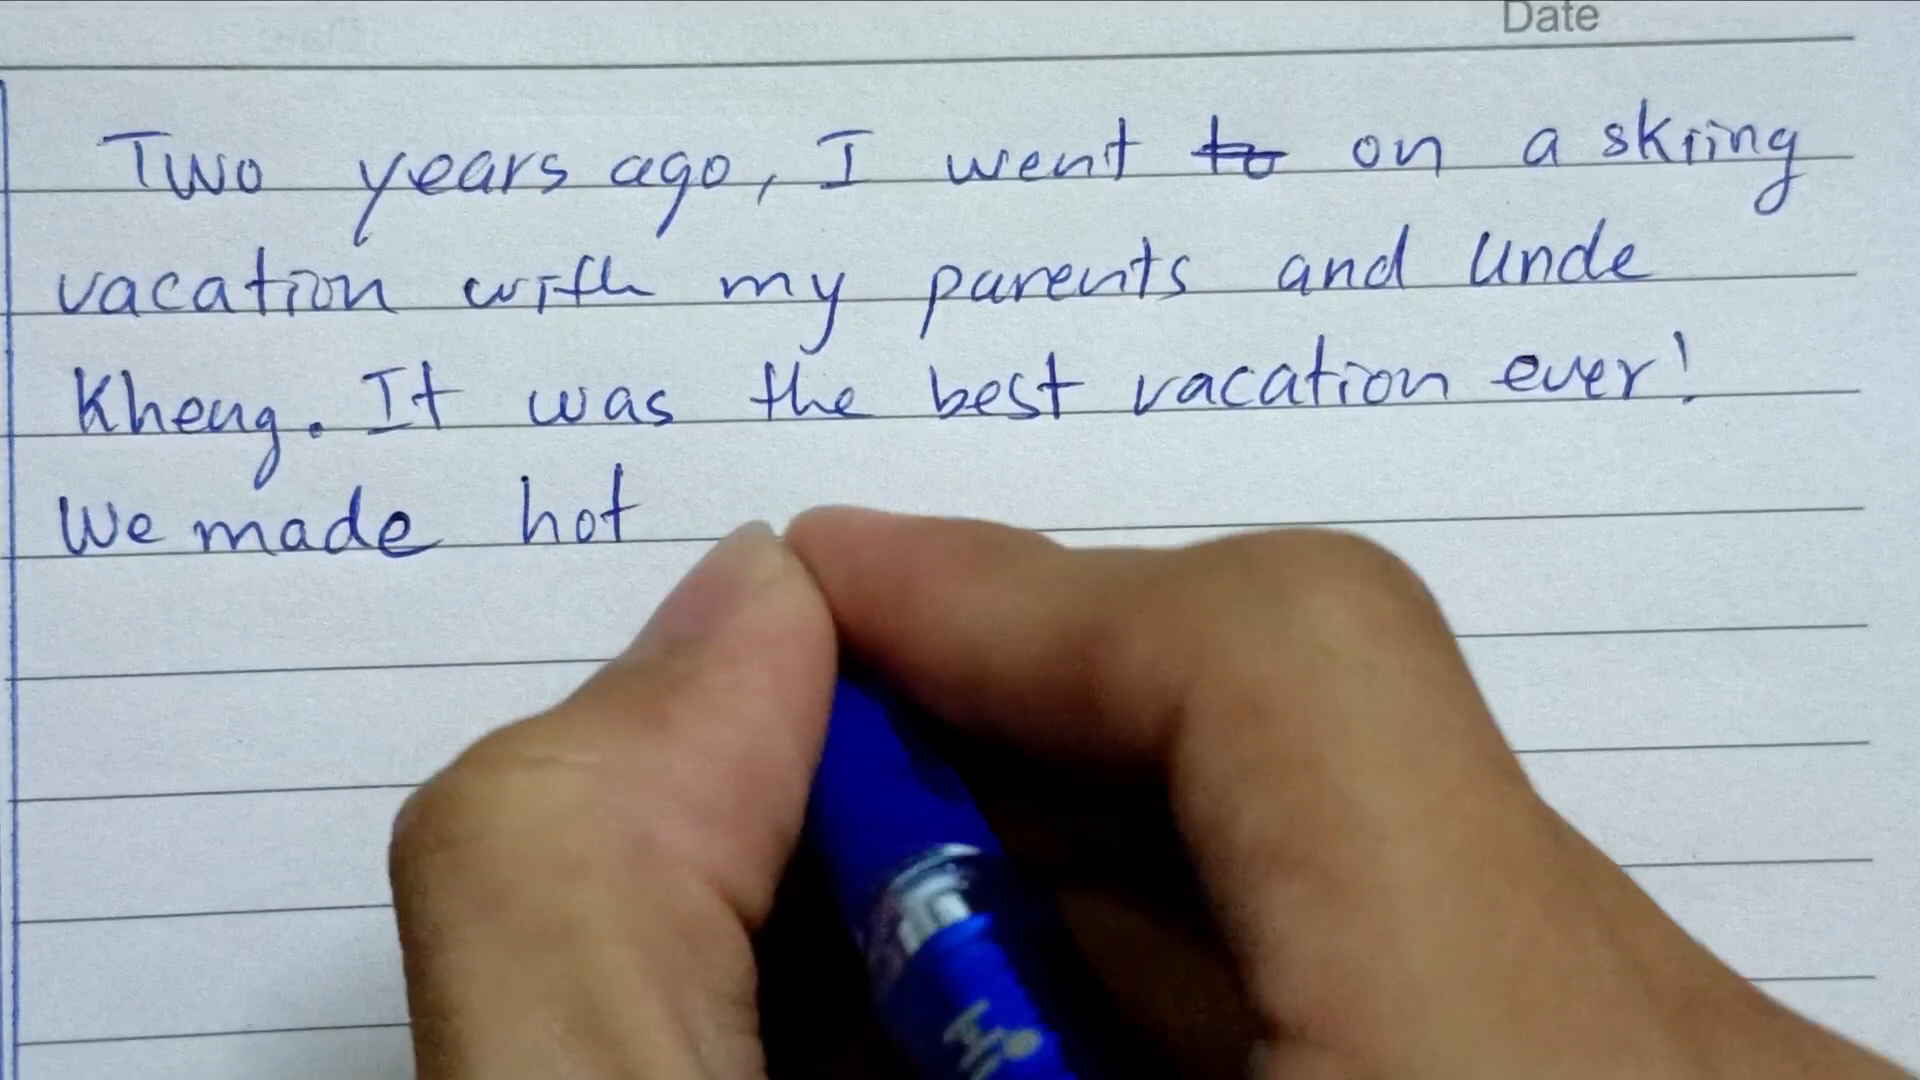 Date
Two years ago, I went to on a skiing
vacation with my parents and Uncle
Kheng. It was the best vacation ever!
We made hot